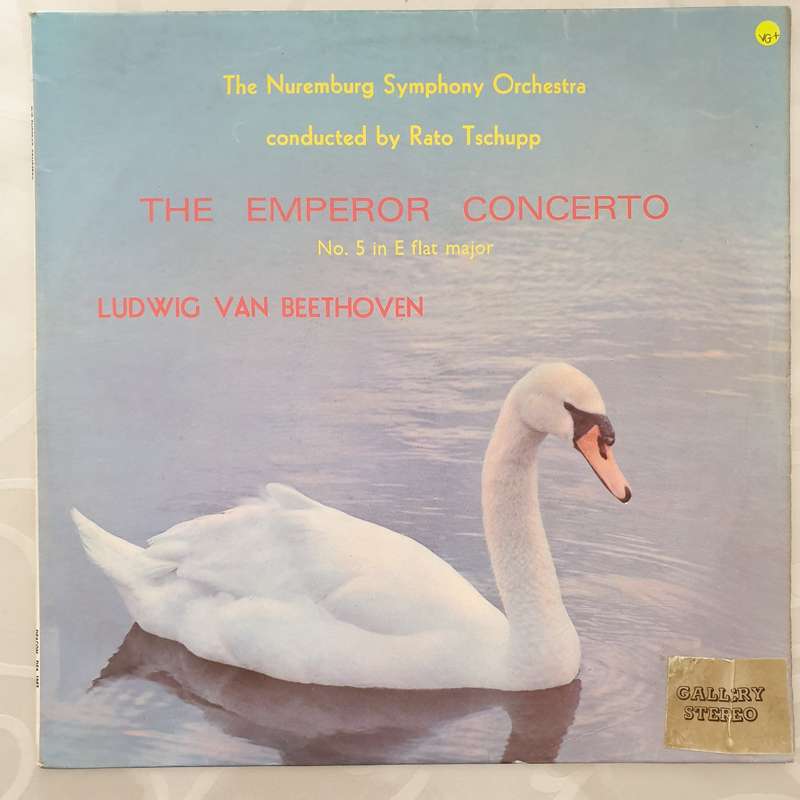 VG+
The Nuremburg Symphony Orchestra
conducted by Rato Tschupp
THE EMPEROR CONCERTO
No. 5 in E flat major
LUDWIG VAN BEETHOVEN
GALLERY
STEREO